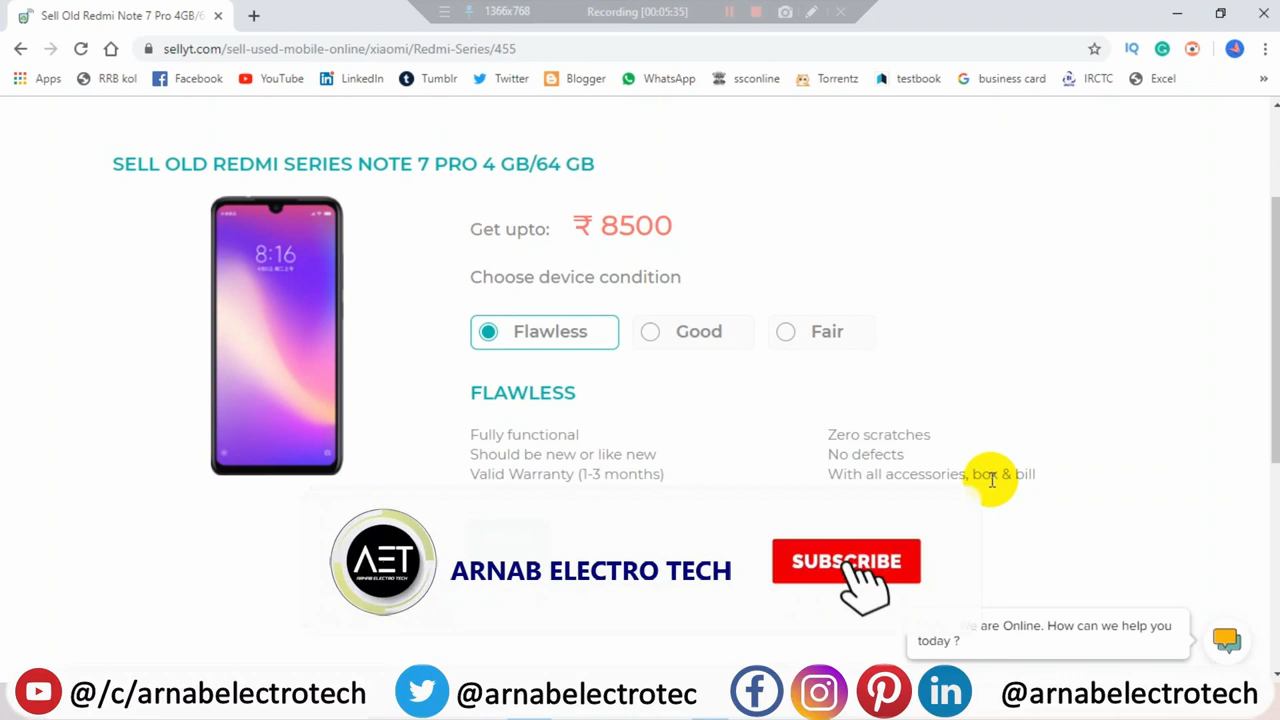 Sell Old Redmi Note 7 Pro 4GB/6
1366x768
Recording [00:05:35]
sellyt.com/sell-used-mobile-online/xiaomi/Redmi-Series/455
Apps
RRB kol
Facebook
YouTube
LinkedIn
Tumblr
Twitter
Blogger
WhatsApp
ssconline
Torrentz
testbook
business card
IRCTC
Excel
SELL OLD REDMI SERIES NOTE 7 PRO 4 GB/64 GB
8:16
Get upto: ₹ 8500
Choose device condition
Flawless
Good
Fair
FLAWLESS
Fully functional
Zero scratches
Should be new or like new
No defects
Valid Warranty (1-3 months)
With all accessories, box & bill
AET
ARNAB ELECTRO TECH
ARNAB ELECTRO TECH
SUBSCRIBE
are Online. How can we help you
today ?
@/c/arnabelectrotech
@arnabelectrotec
@arnabelectrotech